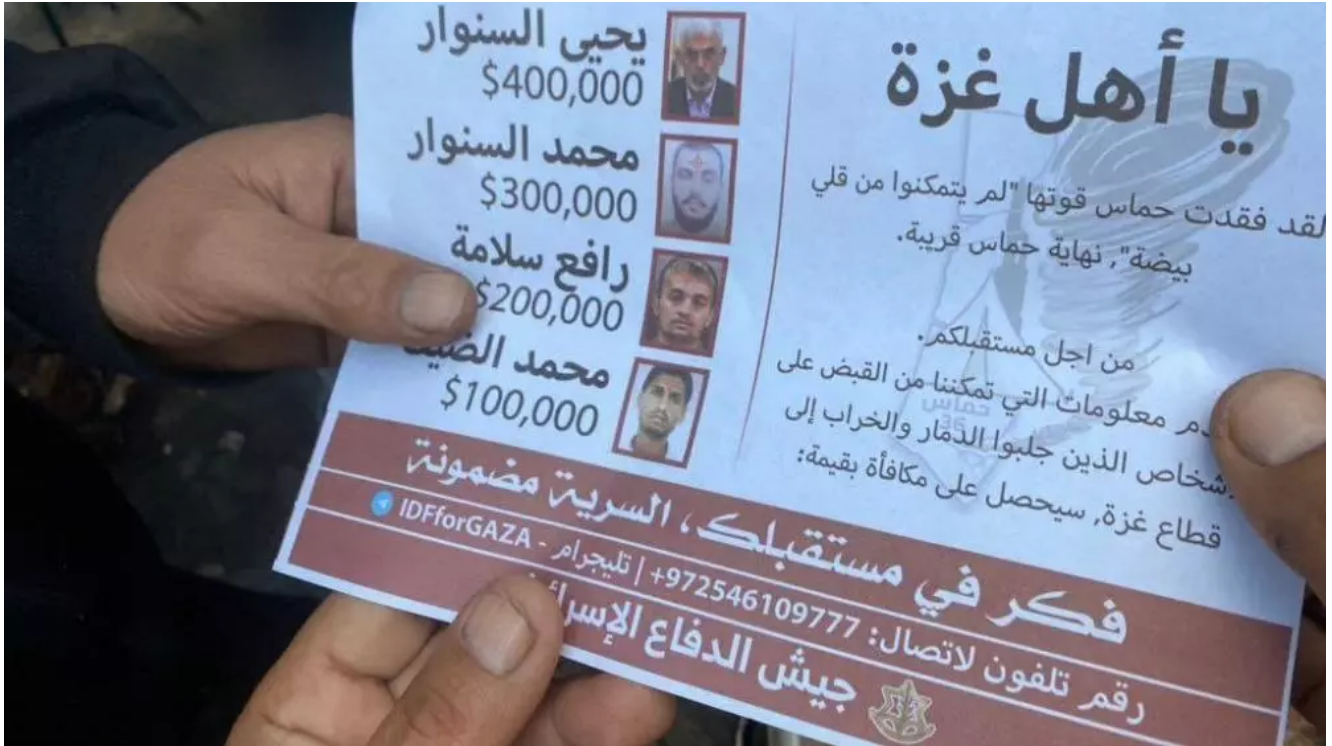 يا أهل غزة
لقد فقدت حماس قوتها "لم يتمكنوا من قلي
بيضة", نهاية حماس قريبة.
من اجل مستقبلكم.
معلومات التي تمكننا من القبض على
الذين جلبوا الدمار والخراب إلى
قطاع غزة, سيحصل على مكافأة بقيمة:
حماس
36
يحيى السنوار
$400,000
محمد السنوار
$300,000
رافع سلامة
$200,000
محمد
$100,000
فكر في مستقبلك، السرية مضمونة
رقم تلفون لاتصال: 972546109777+ | تليجرام - IDFforGAZA
جيش الدفاع